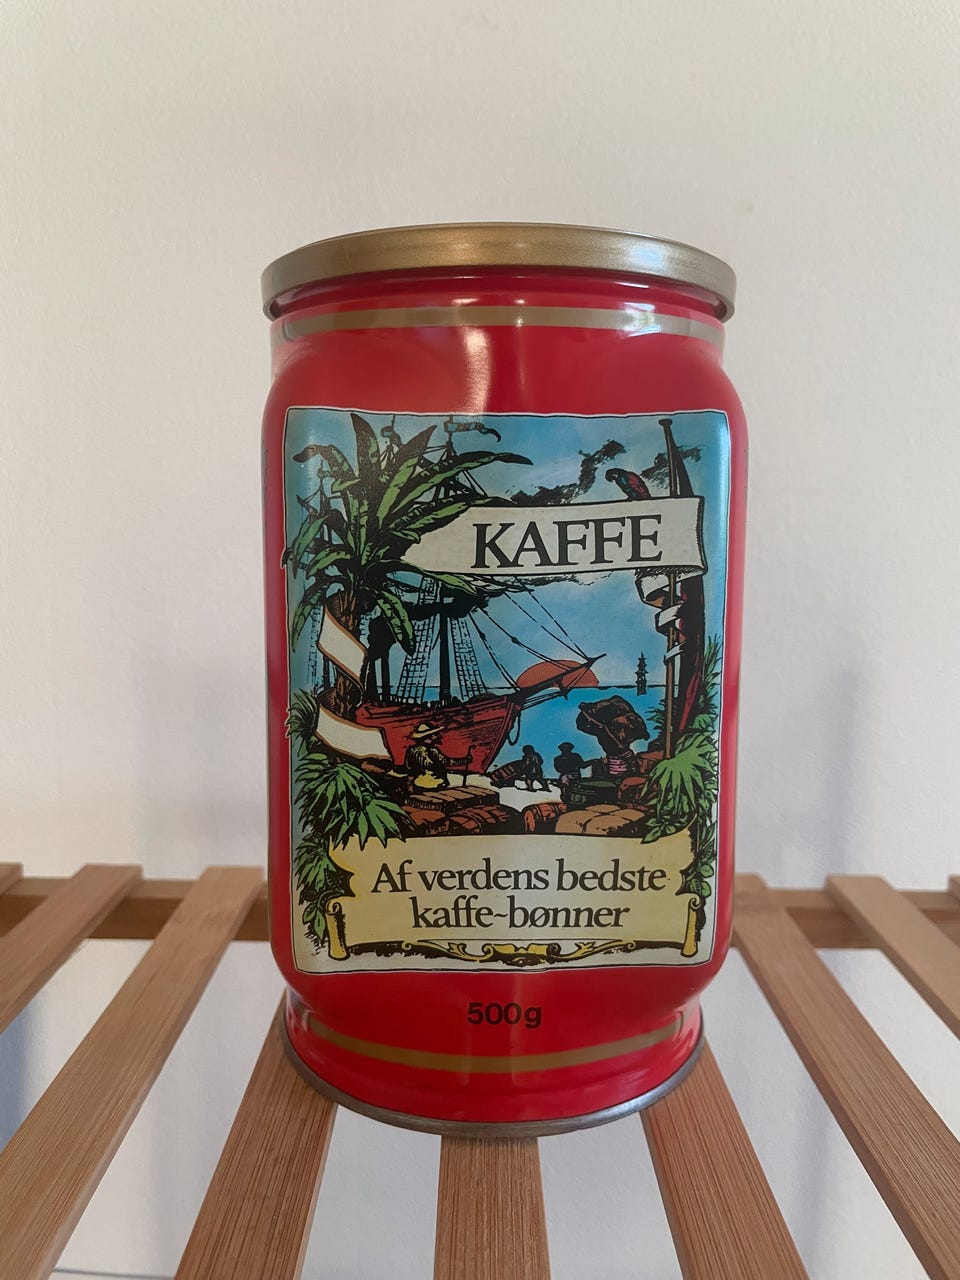 KAFFE
Af verdens bedste
kaffe~bønner
500g